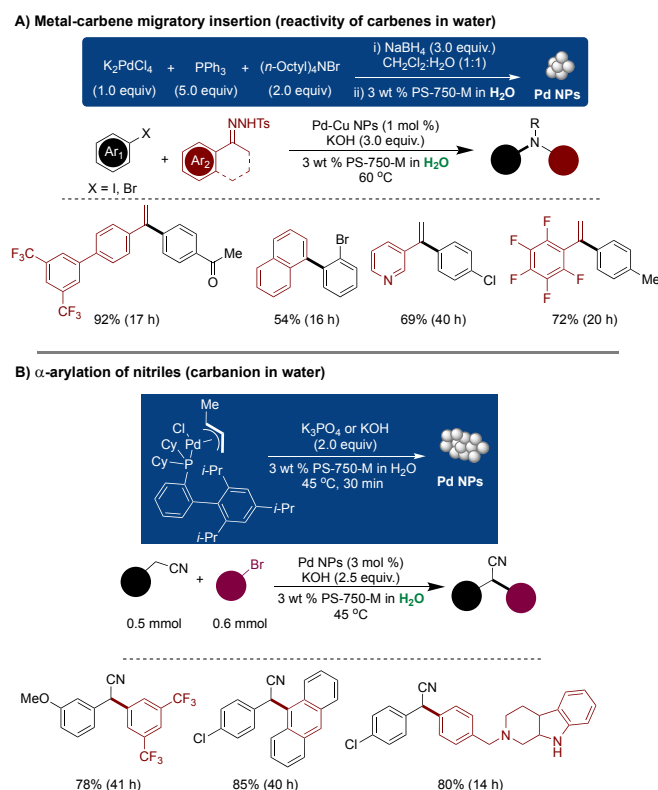 A) Metal-carbene migratory insertion (reactivity of carbenes in water)
K2PdCl4 + PPh3 + (n-Octyl)4NBr
(1.0 equiv) (5.0 equiv) (2.0 equiv)
i) NaBH4 (3.0 equiv.)
CH2Cl2:H2O (1:1)
ii) 3 wt % PS-750-M in H2O
Pd NPs
Ar1
X
X = I, Br
+
NNHTs
Ar2
Pd-Cu NPs (1 mol %)
KOH (3.0 equiv.)
3 wt % PS-750-M in H2O
60 oC
R
N
F3C
CF3
Me
O
92% (17 h)
Br
54% (16 h)
N
Cl
69% (40 h)
F
F
F
F
F
Me
72% (20 h)
B) α-arylation of nitriles (carbanion in water)
Me
Cl
Pd
Cy
Cy
P
i-Pr
i-Pr
i-Pr
K3PO4 or KOH
(2.0 equiv)
3 wt % PS-750-M in H2O
45 oC, 30 min
Pd NPs
CN
0.5 mmol
+
Br
0.6 mmol
Pd NPs (3 mol %)
KOH (2.5 equiv.)
3 wt % PS-750-M in H2O
45 oC
CN
MeO
CN
CF3
CF3
78% (41 h)
CN
Cl
85% (40 h)
CN
Cl
N
N
H
80% (14 h)